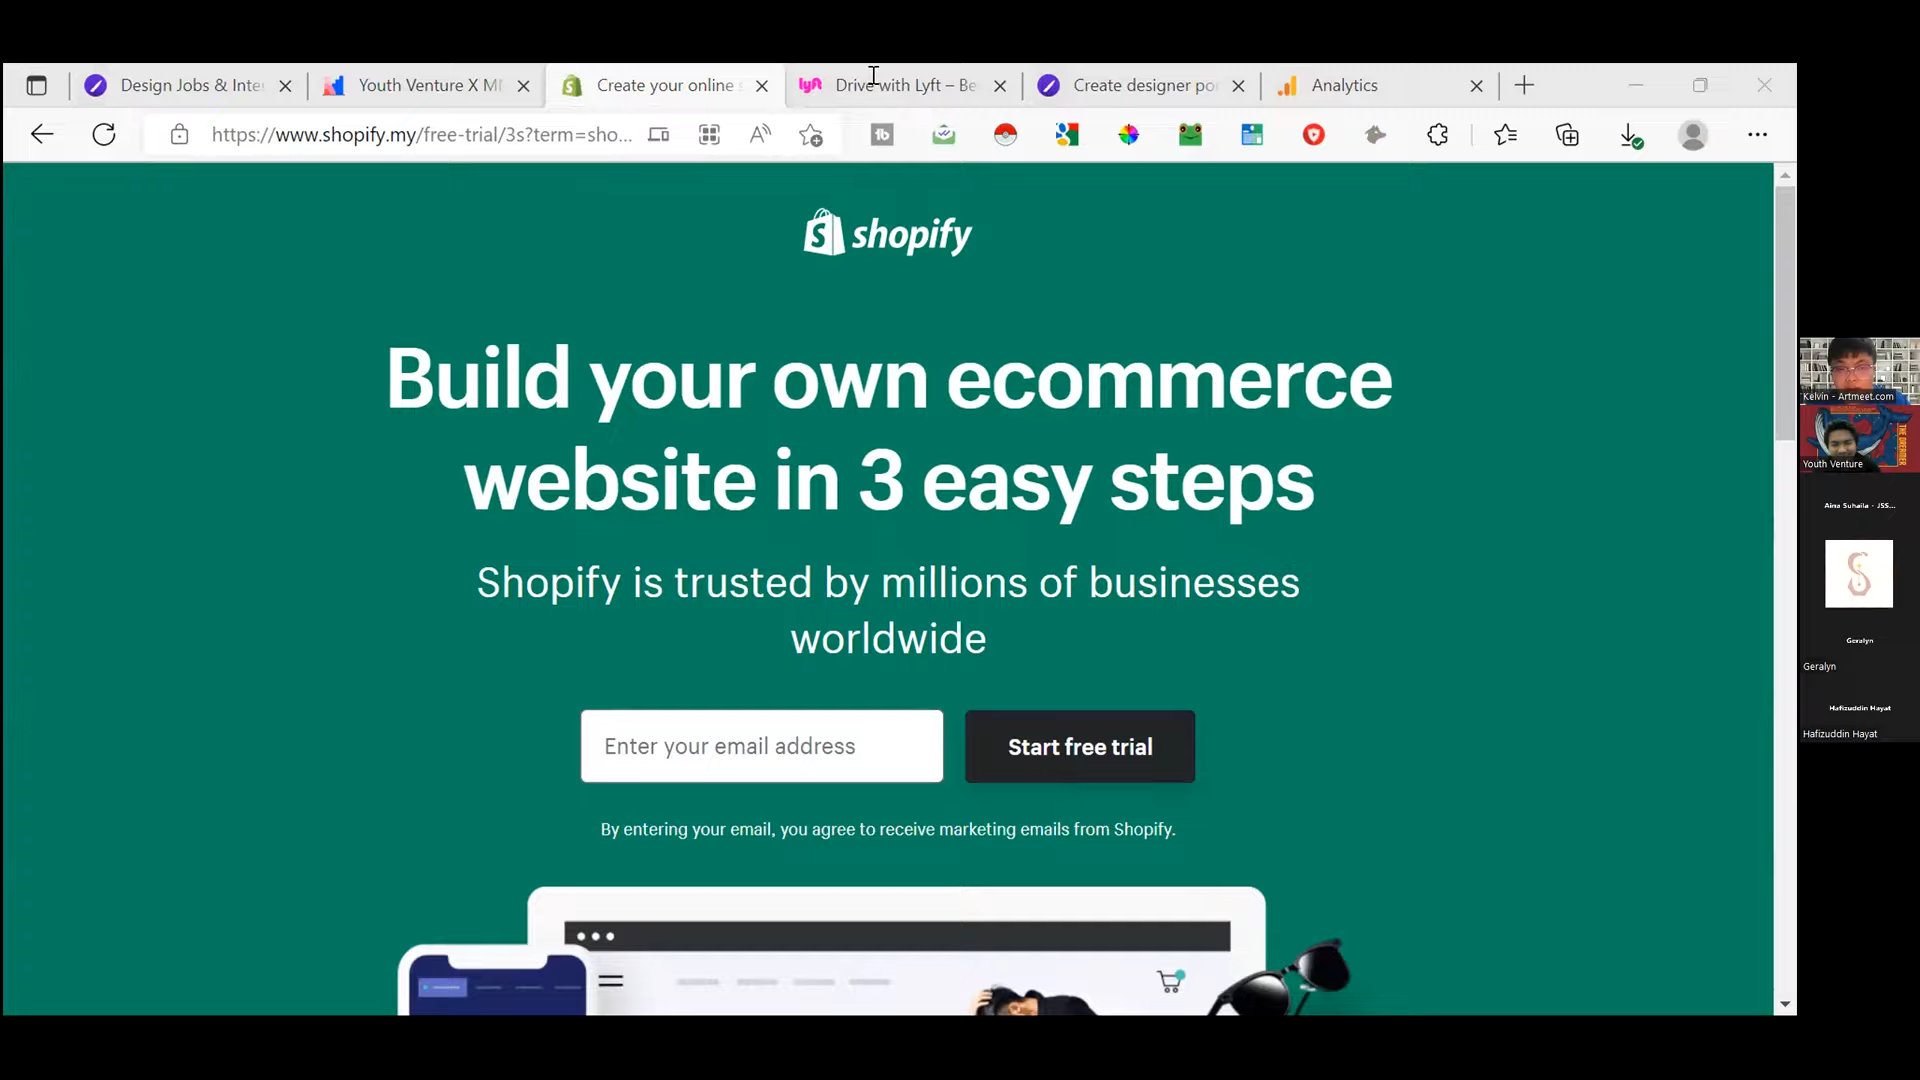 Design Jobs & Inte
Youth Venture X M
Create your online s
Drive with Lyft – Be
Create designer po
Analytics
https://www.shopify.my/free-trial/3s?term=sho...
shopify
Build your own ecommerce
website in 3 easy steps
Shopify is trusted by millions of businesses
worldwide
Enter your email address
Start free trial
By entering your email, you agree to receive marketing emails from Shopify.
Kelvin - Artmeet.com
Youth Venture
Aina Suhaila - JSS...
Geralyn
Geralyn
Hafizuddin Hayat
Hafizuddin Hayat